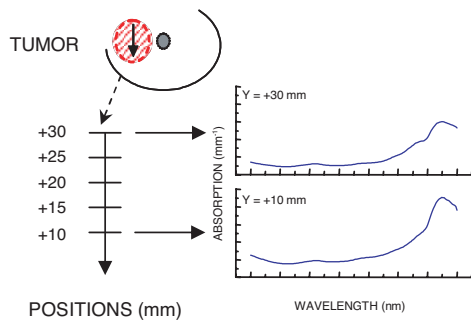 TUMOR
+30
+25
+20
+15
+10
POSITIONS (mm)
ABSORPTION (mm⁻¹)
Y = +30 mm
Y = +10 mm
WAVELENGTH (nm)